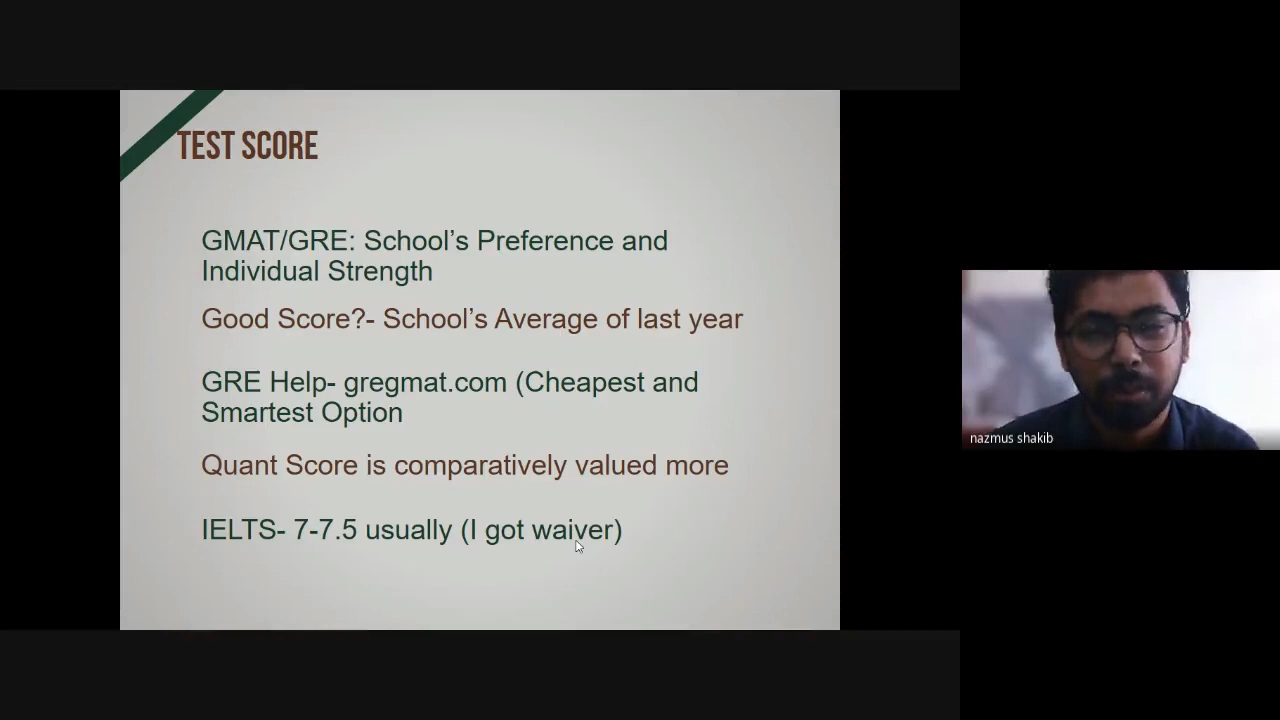 TEST SCORE
GMAT/GRE: School’s Preference and
Individual Strength
Good Score?- School’s Average of last year
GRE Help- gregmat.com (Cheapest and
Smartest Option
Quant Score is comparatively valued more
IELTS- 7-7.5 usually (I got waiver)
nazmus shakib